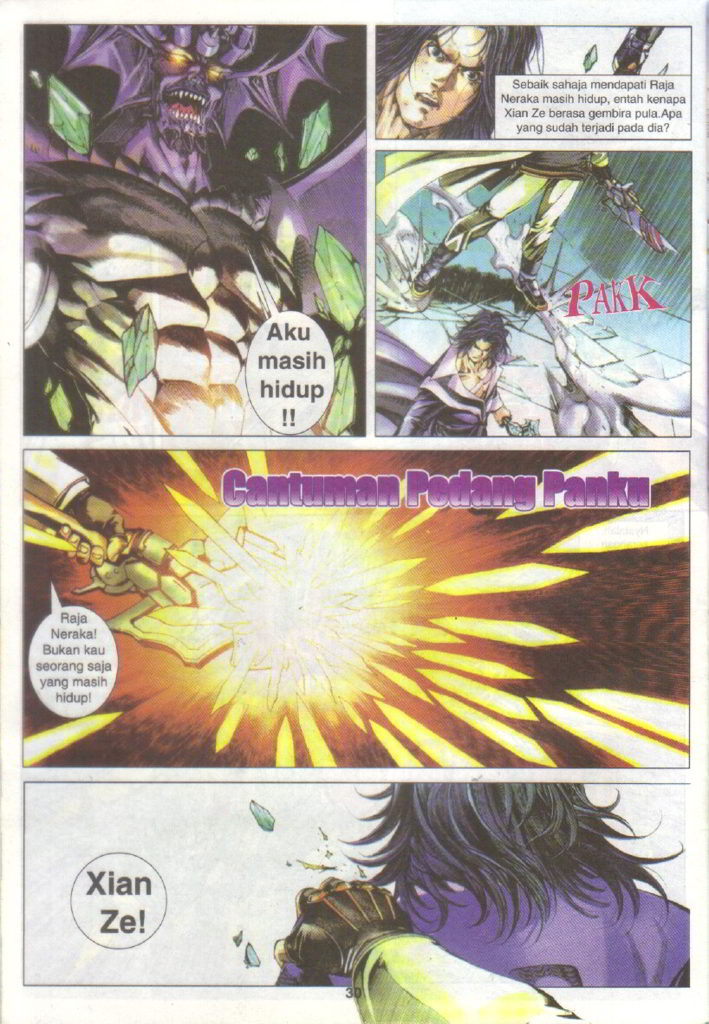 Aku
masih
hidup
!!
Sebaik sahaja mendapati Raja
Neraka masih hidup, entah kenapa
Xian Ze berasa gembira pula.Apa
yang sudah terjadi pada dia?
PAKK
Cantuman Pedang Panku
Raja
Neraka!
Bukan kau
seorang saja
yang masih
hidup!
Xian
Ze!
30